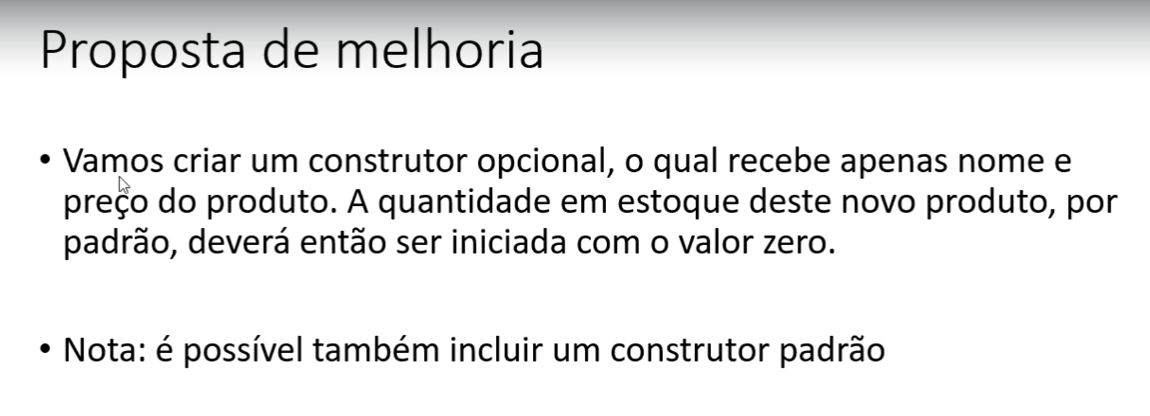 Proposta de melhoria
• Vamos criar um construtor opcional, o qual recebe apenas nome e
preço do produto. A quantidade em estoque deste novo produto, por
padrão, deverá então ser iniciada com o valor zero.
• Nota: é possível também incluir um construtor padrão